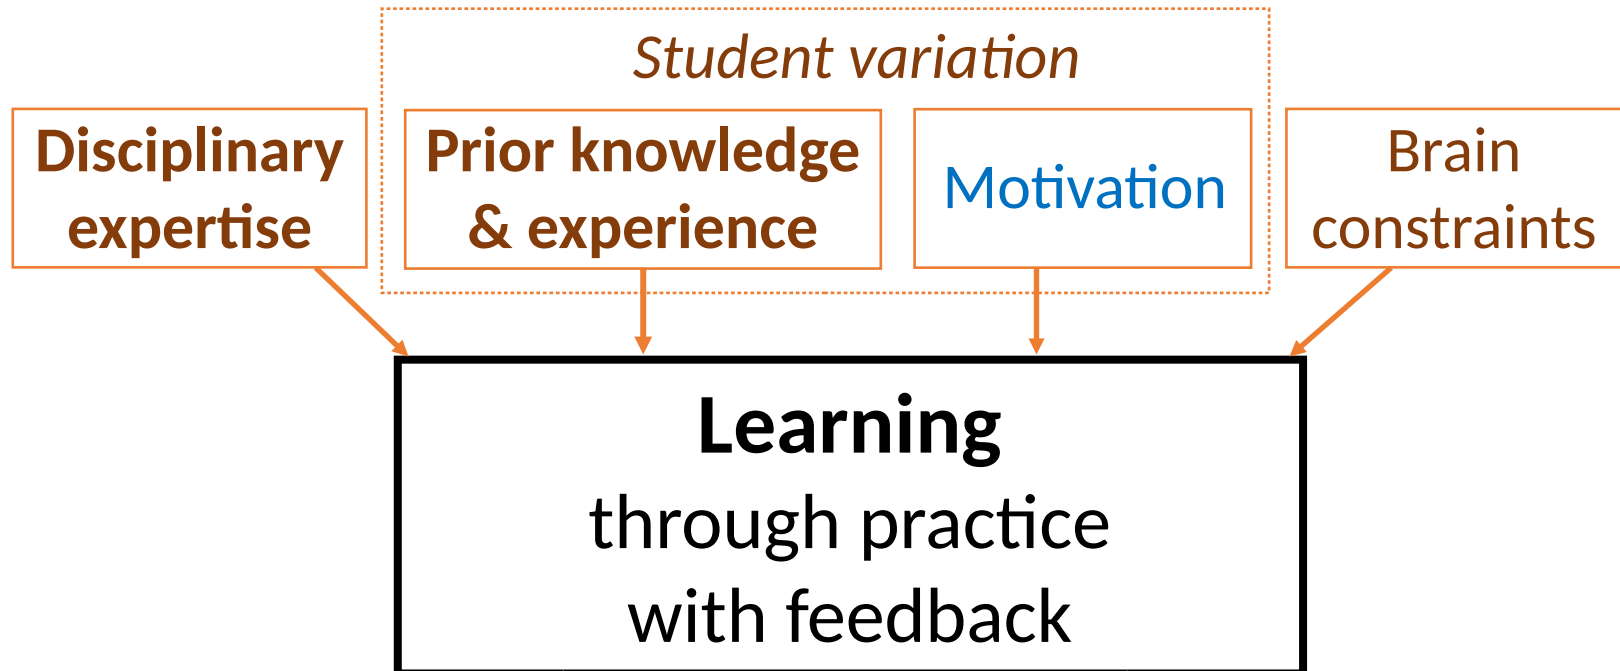 Student variation
Disciplinary
expertise
Prior knowledge
& experience
Motivation
Brain
constraints
Learning
through practice
with feedback